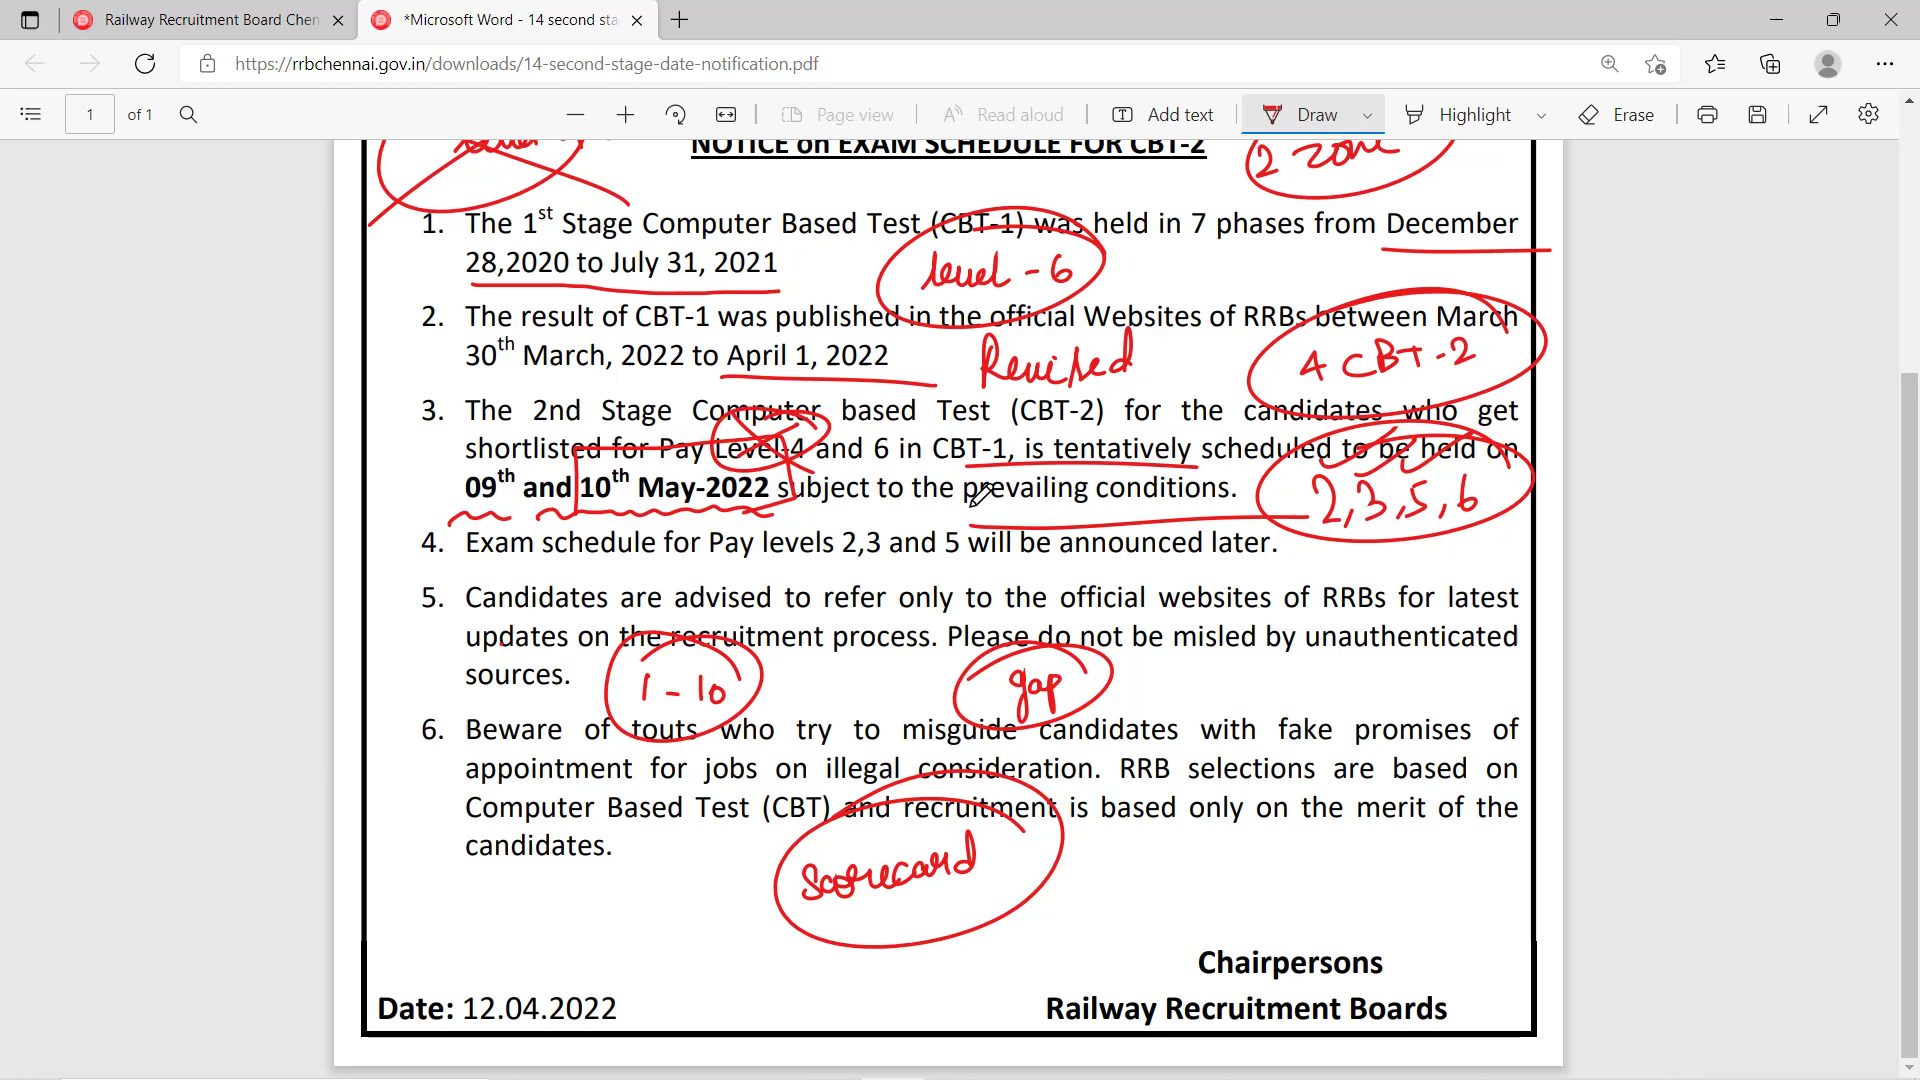 Railway Recruitment Board Chen
*Microsoft Word - 14 second sta
https://rrbchennai.gov.in/downloads/14-second-stage-date-notification.pdf
1 of 1 Page view Read aloud Add text Draw Highlight Erase
NOTICE on EXAM SCHEDULE FOR CBT-2
2 zone
1. The 1st Stage Computer Based Test (CBT-1) was held in 7 phases from December
28,2020 to July 31, 2021
level - 6
2. The result of CBT-1 was published in the official Websites of RRBs between March
30th March, 2022 to April 1, 2022
Revised
4 CBT-2
3. The 2nd Stage Computer based Test (CBT-2) for the candidates who get
shortlisted for Pay Level-4 and 6 in CBT-1, is tentatively scheduled to be held on
09th and 10th May-2022 subject to the prevailing conditions.
2,3,5,6
4. Exam schedule for Pay levels 2,3 and 5 will be announced later.
5. Candidates are advised to refer only to the official websites of RRBs for latest
updates on the recruitment process. Please do not be misled by unauthenticated
sources.
1 - 10
gap
6. Beware of touts who try to misguide candidates with fake promises of
appointment for jobs on illegal consideration. RRB selections are based on
Computer Based Test (CBT) and recruitment is based only on the merit of the
candidates.
Scorecard
Chairpersons
Date: 12.04.2022 Railway Recruitment Boards